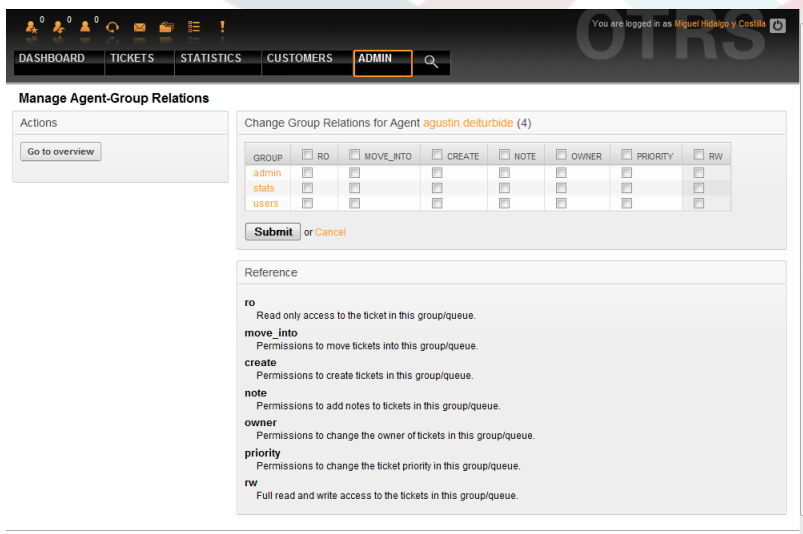 0 0 0 !
You are logged in as Miguel Hidalgo y Costilla
OTRS
DASHBOARD TICKETS STATISTICS CUSTOMERS ADMIN
Manage Agent-Group Relations
Actions
Go to overview
Change Group Relations for Agent agustin.deiturbide (4)
GROUP RO MOVE_INTO CREATE NOTE OWNER PRIORITY RW
admin
stats
users
Submit or Cancel
Reference
ro
Read only access to the ticket in this group/queue.
move_into
Permissions to move tickets into this group/queue.
create
Permissions to create tickets in this group/queue.
note
Permissions to add notes to tickets in this group/queue.
owner
Permissions to change the owner of tickets in this group/queue.
priority
Permissions to change the ticket priority in this group/queue.
rw
Full read and write access to the tickets in this group/queue.